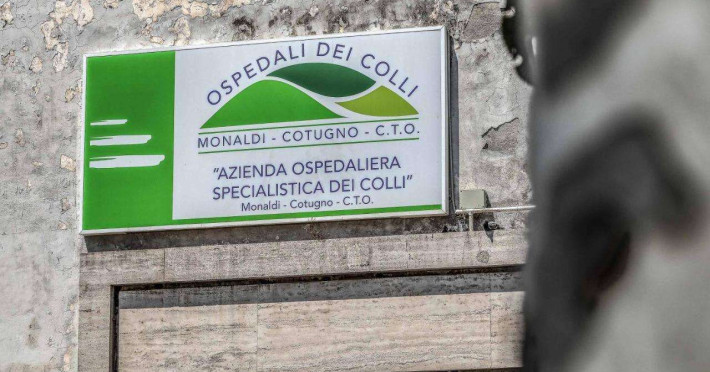 OSPEDALI DEI COLLI
MONALDI - COTUGNO - C.T.O.
"AZIENDA OSPEDALIERA
SPECIALISTICA DEI COLLI"
Monaldi - Cotugno - C.T.O.